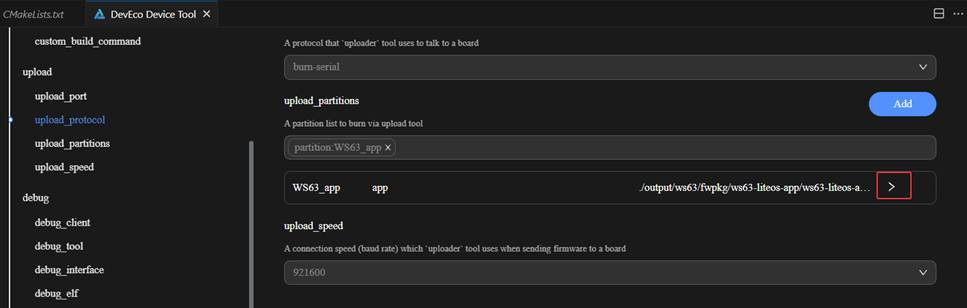 CMakeLists.txt
DevEco Device Tool
custom_build_command
upload
upload_port
upload_protocol
upload_partitions
upload_speed
debug
debug_client
debug_tool
debug_interface
debug_elf
A protocol that `uploader` tool uses to talk to a board
burn-serial
upload_partitions
Add
A partition list to burn via upload tool
partition:WS63_app
WS63_app app ./output/ws63/fwpkg/ws63-liteos-app/ws63-liteos-a...
upload_speed
A connection speed (baud rate) which `uploader` tool uses when sending firmware to a board
921600